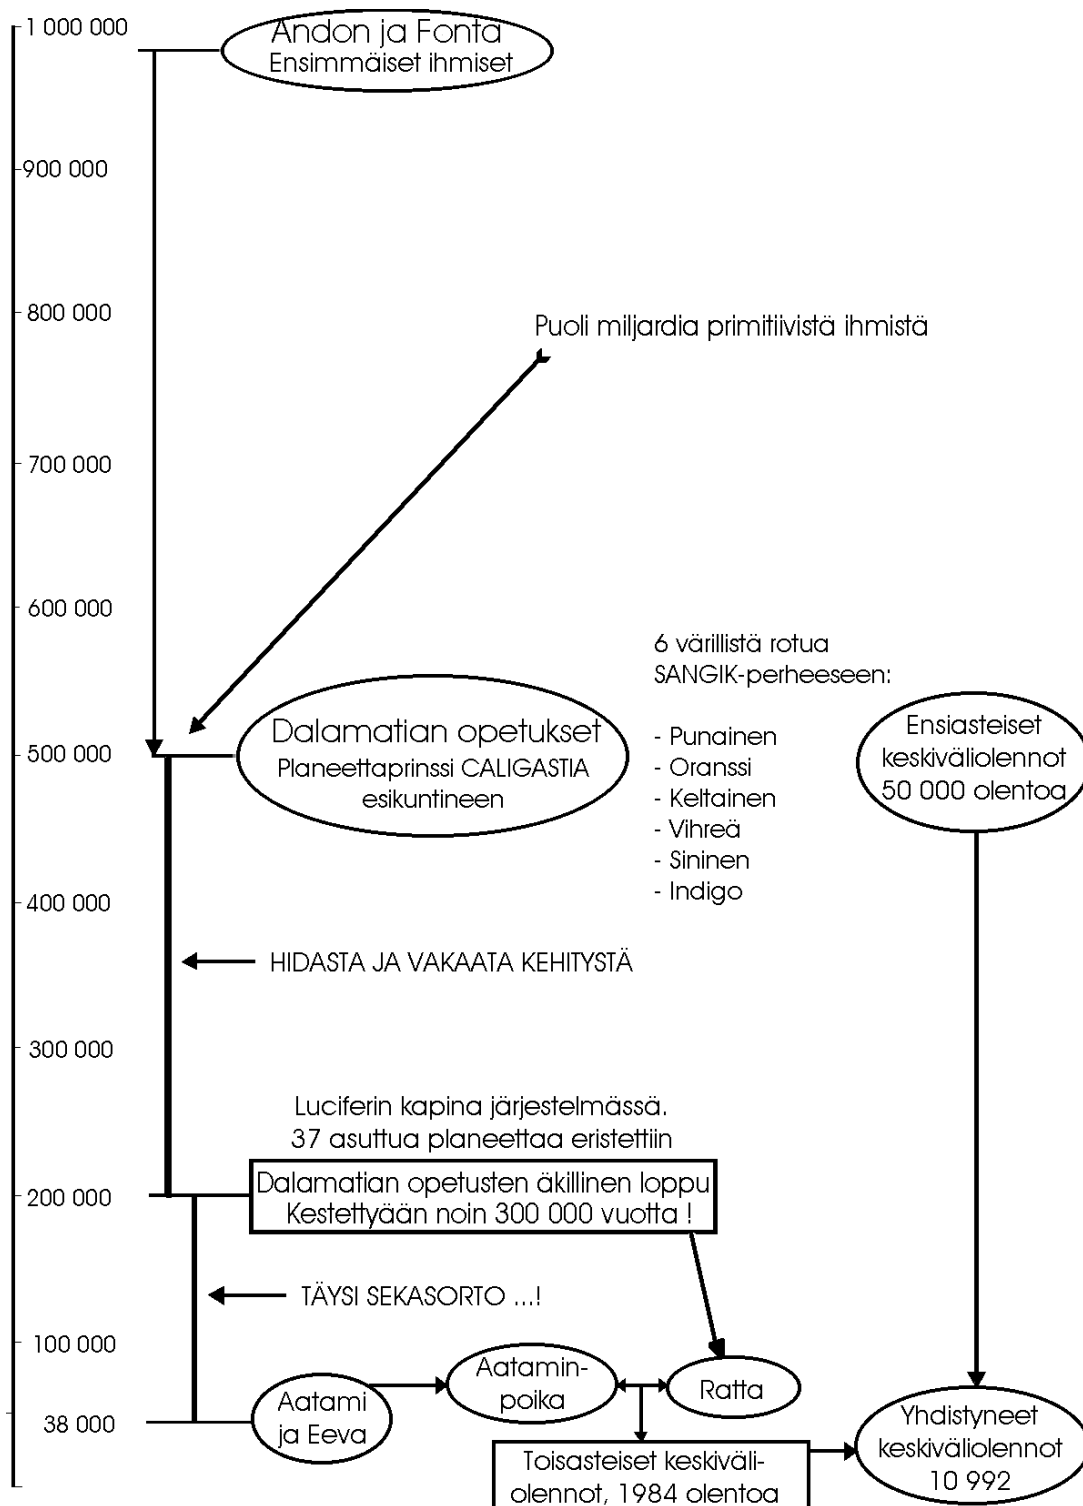 1 000 000
Andon ja Fonta
Ensimmäiset ihmiset
900 000
800 000
Puoli miljardia primitiivistä ihmistä
700 000
600 000
6 värillistä rotua
SANGIK-perheeseen:
- Punainen
- Oranssi
- Keltainen
- Vihreä
- Sininen
- Indigo
Ensiasteiset
keskiväliolennot
50 000 olentoa
500 000
Dalamatian opetukset
Planeettaprinssi CALIGASTIA
esikuntineen
400 000
HIDASTA JA VAKAATA KEHITYSTÄ
300 000
Luciferin kapina järjestelmässä.
37 asuttua planeettaa eristettiin
200 000
Dalamatian opetusten äkillinen loppu
Kestettyään noin 300 000 vuotta !
TÄYSI SEKASORTO ...!
100 000
38 000
Aatami
ja Eeva
Aatamin-
poika
Ratta
Toisasteiset keskiväli-
olennot, 1984 olentoa
Yhdistyneet
keskiväliolennot
10 992